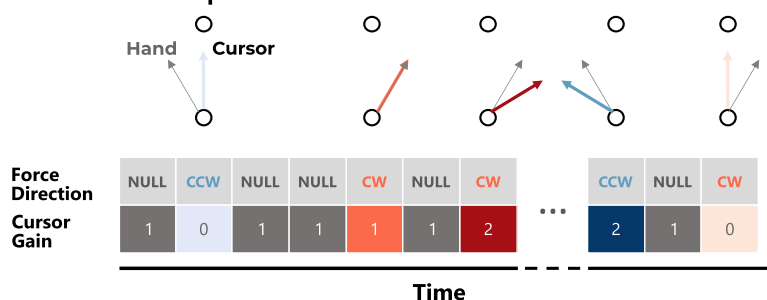 Hand Cursor
Force Direction NULL CCW NULL NULL CW NULL CW ... CCW NULL CW
Cursor Gain 1 0 1 1 1 1 2 2 1 0
Time